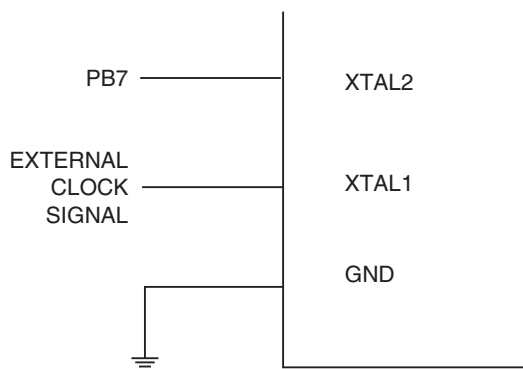 PB7
XTAL2
EXTERNAL
CLOCK
SIGNAL
XTAL1
GND